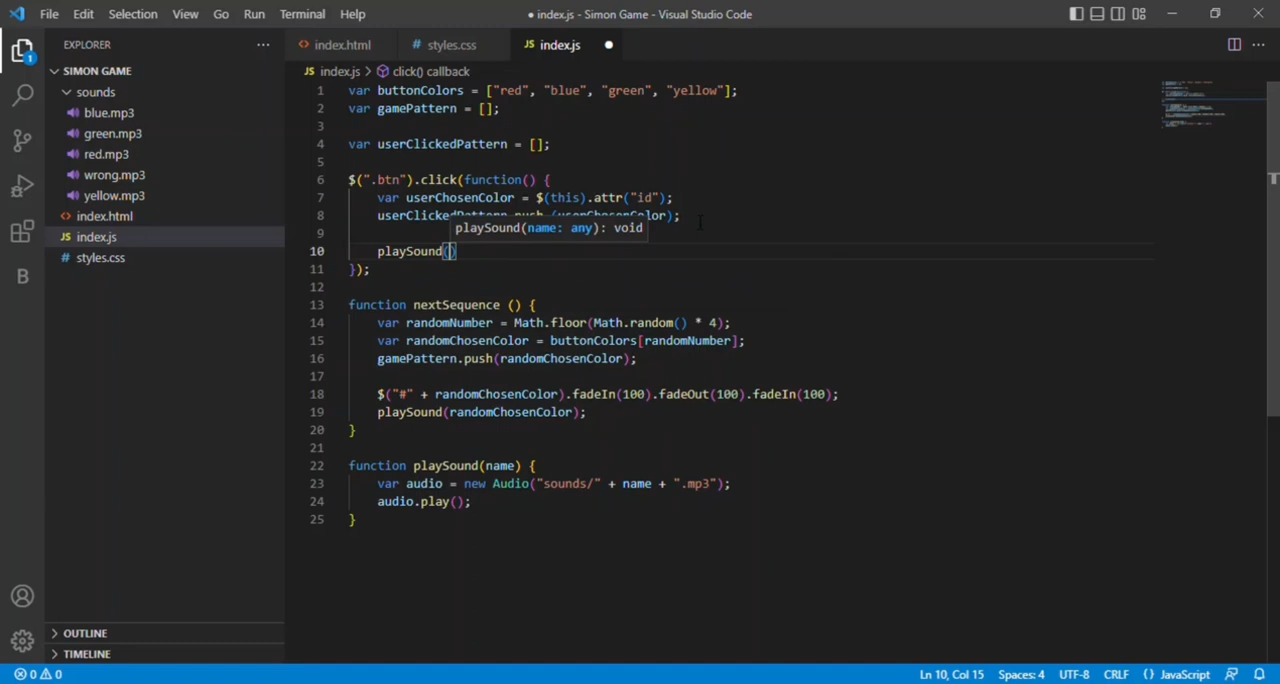 File Edit Selection View Go Run Terminal Help
● index.js - Simon Game - Visual Studio Code
EXPLORER
1
SIMON GAME
sounds
blue.mp3
green.mp3
red.mp3
wrong.mp3
yellow.mp3
<> index.html
JS index.js
# styles.css
B
OUTLINE
TIMELINE
<> index.html # styles.css JS index.js
JS index.js > click() callback
1 var buttonColors = ["red", "blue", "green", "yellow"];
2 var gamePattern = [];
3
4 var userClickedPattern = [];
5
6 $(".btn").click(function() {
7 var userChosenColor = $(this).attr("id");
8 userClickedPattern.push (userChosenColor);
playSound(name: any): void
9
10 playSound()
11 });
12
13 function nextSequence () {
14 var randomNumber = Math.floor(Math.random() * 4);
15 var randomChosenColor = buttonColors[randomNumber];
16 gamePattern.push(randomChosenColor);
17
18 $("#" + randomChosenColor).fadeIn(100).fadeOut(100).fadeIn(100);
19 playSound(randomChosenColor);
20 }
21
22 function playSound(name) {
23 var audio = new Audio("sounds/" + name + ".mp3");
24 audio.play();
25 }
0 0 Ln 10, Col 15 Spaces: 4 UTF-8 CRLF {} JavaScript